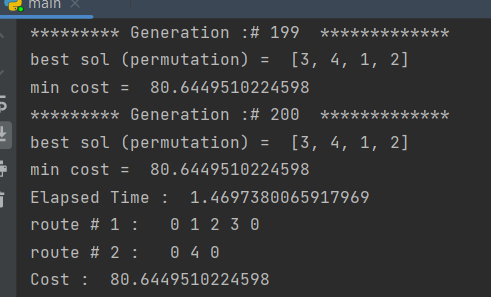 main ×
********* Generation :# 199  *************
best sol (permutation) =  [3, 4, 1, 2]
min cost =  80.6449510224598
********* Generation :# 200  *************
best sol (permutation) =  [3, 4, 1, 2]
min cost =  80.6449510224598
Elapsed Time :  1.4697380065917969
route # 1 :   0 1 2 3 0
route # 2 :   0 4 0
Cost :  80.6449510224598